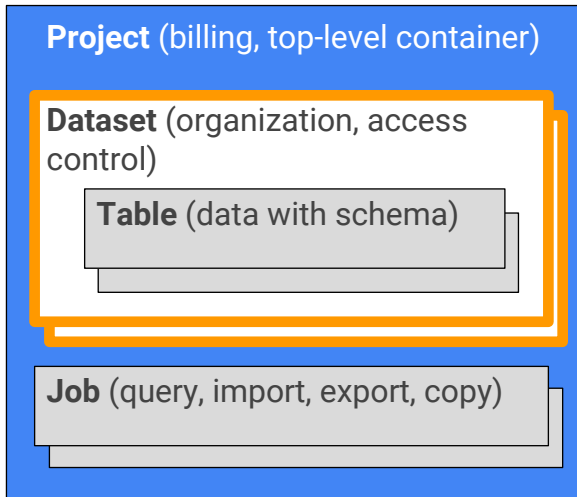 Project (billing, top-level container)
Dataset (organization, access
control)
Table (data with schema)
Job (query, import, export, copy)